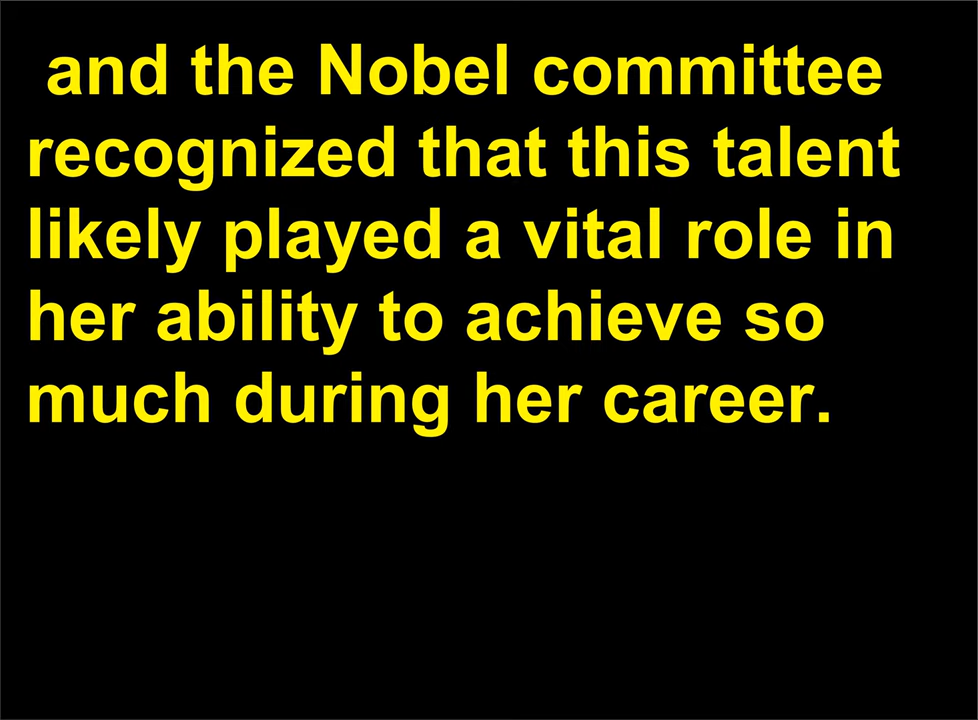 and the Nobel committee
recognized that this talent
likely played a vital role in
her ability to achieve so
much during her career.